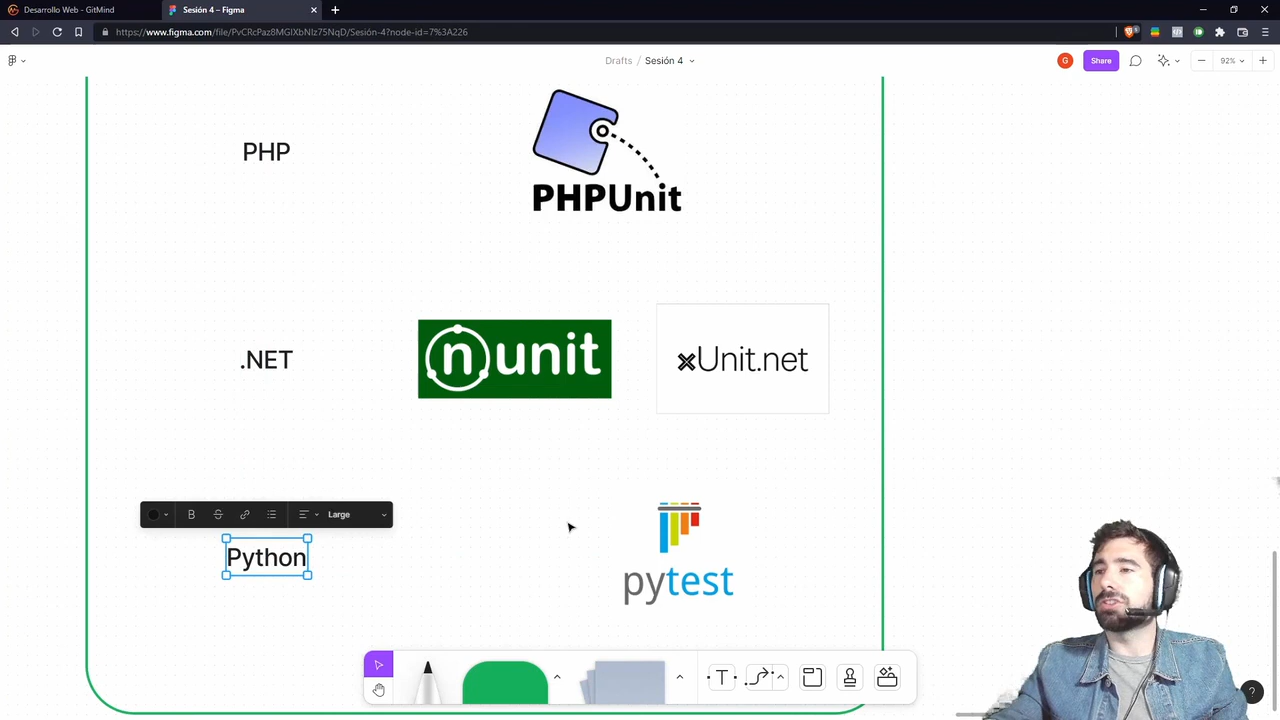 Desarrollo Web - GitMind
Sesión 4 – Figma
https://www.figma.com/file/PvCRcPaz8MGIXbNIz75NqD/Sesión-4?node-id=7%3A226
Drafts / Sesión 4
G
Share
92%
PHP
PHPUnit
.NET
nunit
xUnit.net
B
S
Large
Python
pytest
T
?